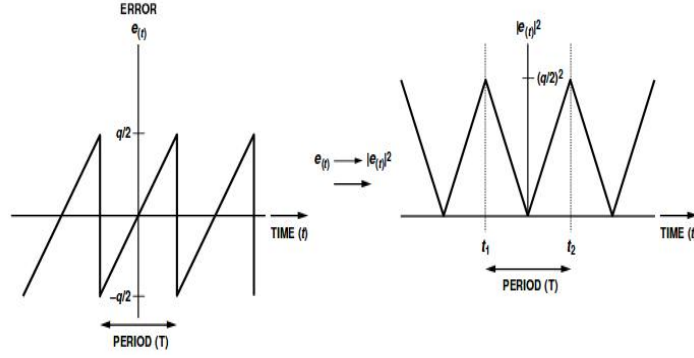 ERROR
e(t)
q/2
–q/2
TIME (t)
PERIOD (T)
e(t) → |e(t)|2
|e(t)|2
(q/2)2
t1
t2
TIME (t
PERIOD (T)